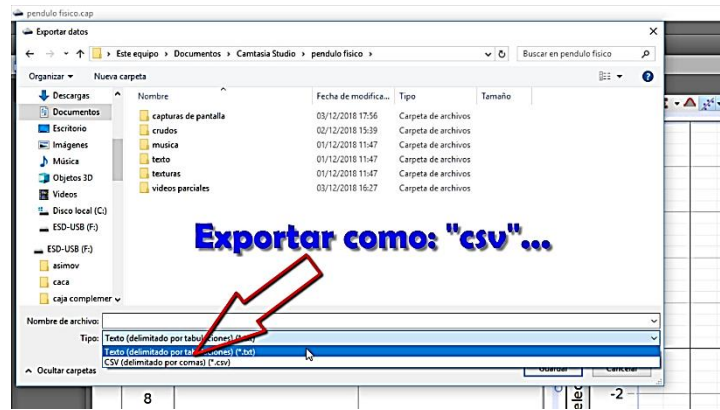 pendulo fisico.cap
Exportar datos
Este equipo > Documentos > Camtasia Studio > pendulo fisico >
Buscar en pendulo fisico
Organizar
Nueva carpeta
Nombre
Fecha de modifica...
Tipo
Tamaño
Descargas
Documentos
Escritorio
Imágenes
Música
Objetos 3D
Videos
Disco local (C:)
ESD-USB (F:)
ESD-USB (F:)
asimov
caca
caja complemer
capturas de pantalla 03/12/2018 17:56 Carpeta de archivos
crudos 02/12/2018 15:39 Carpeta de archivos
musica 01/12/2018 11:47 Carpeta de archivos
texto 01/12/2018 11:47 Carpeta de archivos
texturas 01/12/2018 11:47 Carpeta de archivos
videos parciales 03/12/2018 16:27 Carpeta de archivos
Exportar como: "csv"...
Nombre de archivo:
Tipo: Texto (delimitado por tabulaciones) (*.txt)
Texto (delimitado por tabulaciones) (*.txt)
CSV (delimitado por comas) (*.csv)
Ocultar carpetas
Guardar
Cancelar
8
-2